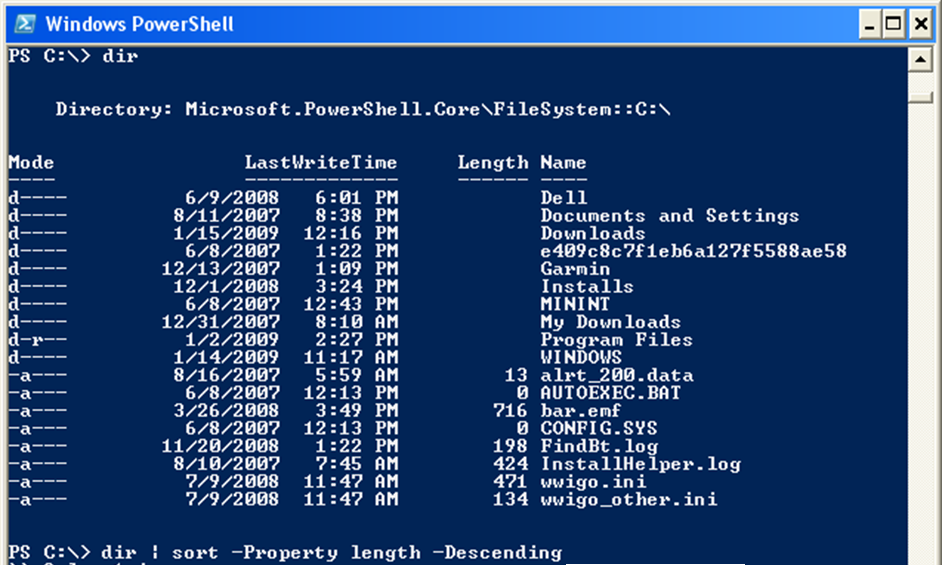 Windows PowerShell
PS C:\> dir
Directory: Microsoft.PowerShell.Core\FileSystem::C:\
Mode LastWriteTime Length Name
---- ------------- ------ ----
d---- 6/9/2008 6:01 PM Dell
d---- 8/11/2007 8:38 PM Documents and Settings
d---- 1/15/2009 12:16 PM Downloads
d---- 6/8/2007 1:22 PM e409c8c7f1eb6a127f5588ae58
d---- 12/13/2007 1:09 PM Garmin
d---- 12/1/2008 3:24 PM Installs
d---- 6/8/2007 12:43 PM MININT
d---- 12/31/2007 8:10 AM My Downloads
d-r-- 1/2/2009 2:27 PM Program Files
d---- 1/14/2009 11:17 AM WINDOWS
-a--- 8/16/2007 5:59 AM 13 alrt_200.data
-a--- 6/8/2007 12:13 PM 0 AUTOEXEC.BAT
-a--- 3/26/2008 3:49 PM 716 bar.emf
-a--- 6/8/2007 12:13 PM 0 CONFIG.SYS
-a--- 11/20/2008 1:22 PM 198 FindBt.log
-a--- 8/10/2007 7:45 AM 424 InstallHelper.log
-a--- 7/9/2008 11:47 AM 471 wwigo.ini
-a--- 7/9/2008 11:47 AM 134 wwigo_other.ini
PS C:\> dir | sort -Property length -Descending